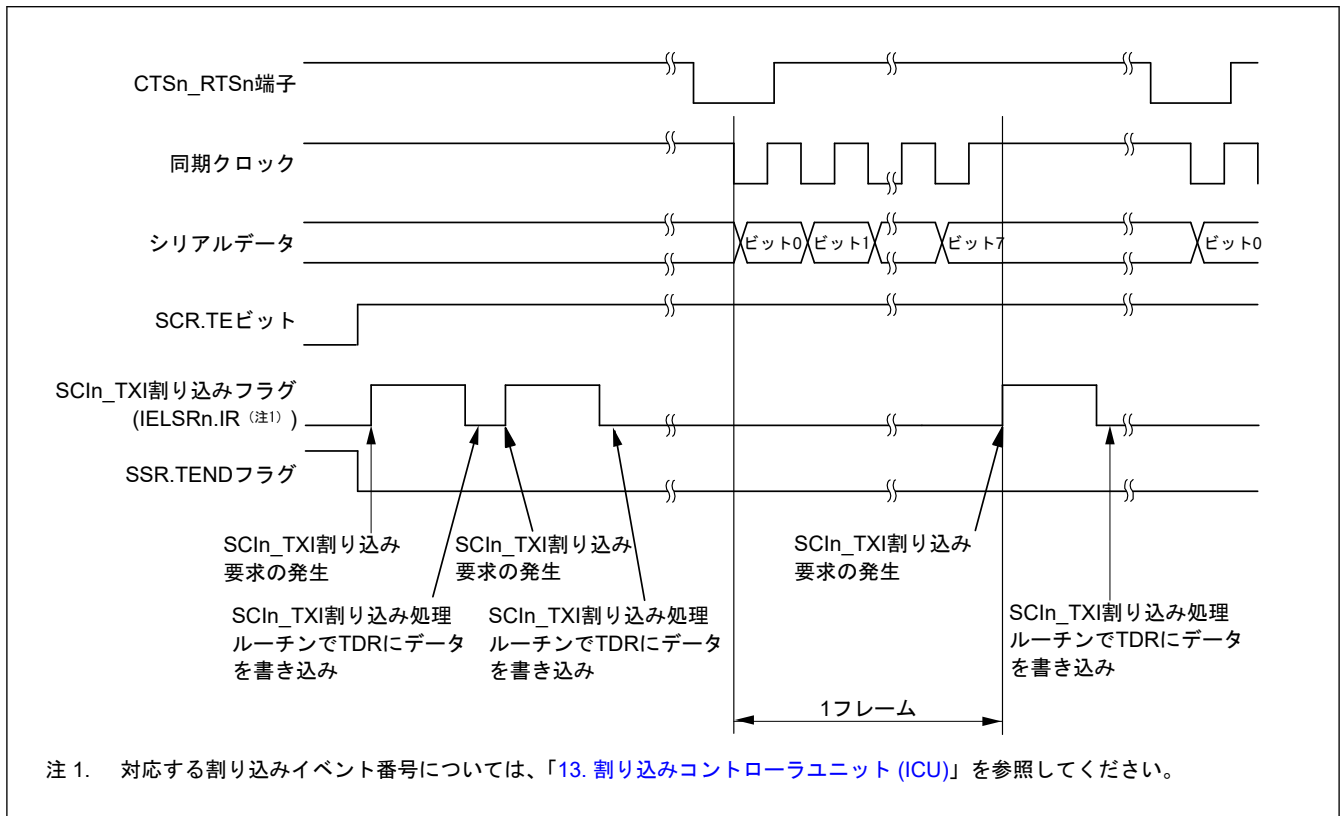 CTSn_RTSn端子
同期クロック
シリアルデータ
ビット0
ビット1
ビット7
ビット0
SCR.TEビット
SCIn_TXI割り込みフラグ
(IELSRn.IR（注1）)
SSR.TENDフラグ
SCIn_TXI割り込み
要求の発生
SCIn_TXI割り込み
要求の発生
SCIn_TXI割り込み
要求の発生
SCIn_TXI割り込み処理
ルーチンでTDRにデータ
を書き込み
SCIn_TXI割り込み処理
ルーチンでTDRにデータ
を書き込み
SCIn_TXI割り込み処理
ルーチンでTDRにデータ
を書き込み
1フレーム
注 1. 対応する割り込みイベント番号については、「13. 割り込みコントローラユニット (ICU)」を参照してください。